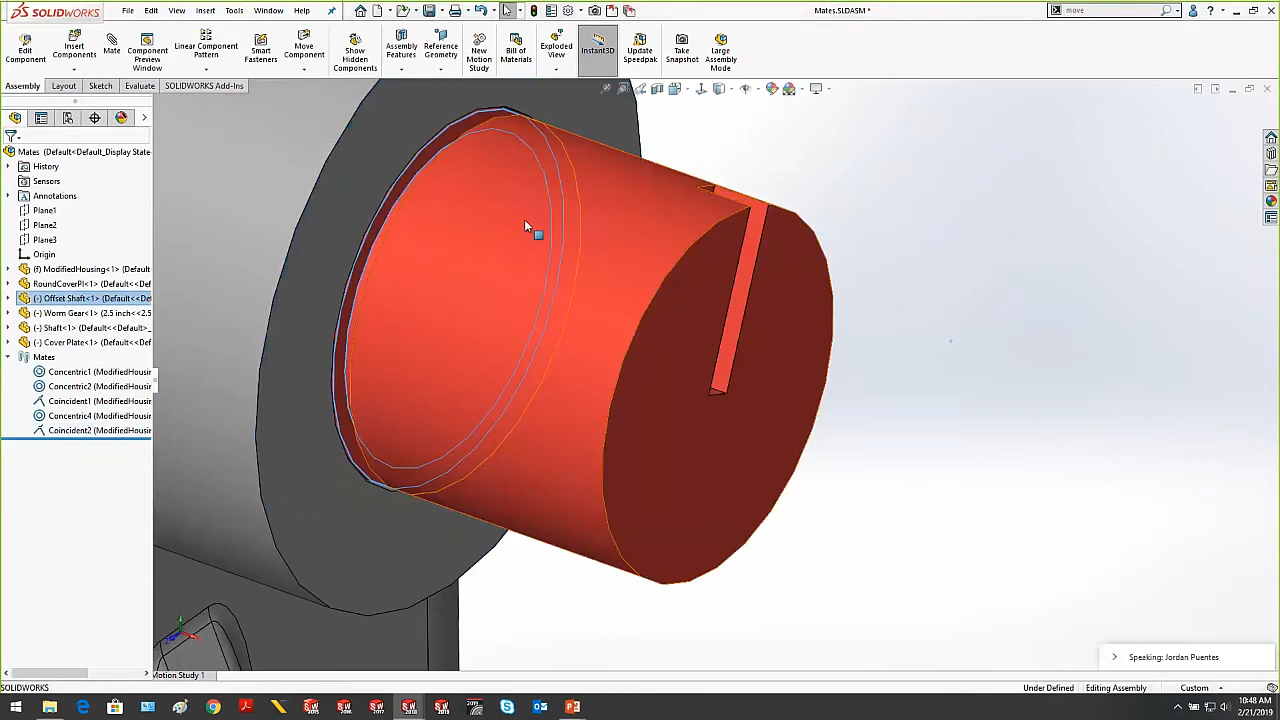 SOLIDWORKS
File Edit View Insert Tools Window Help
Mates.SLDASM *
move
Edit Component
Insert Components
Mate
Component Preview Window
Linear Component Pattern
Smart Fasteners
Move Component
Show Hidden Components
Assembly Features
Reference Geometry
New Motion Study
Bill of Materials
Exploded View
Instant3D
Update Speedpak
Take Snapshot
Large Assembly Mode
Assembly Layout Sketch Evaluate SOLIDWORKS Add-Ins
Mates (Default<Default_Display State
History
Sensors
Annotations
Plane1
Plane2
Plane3
Origin
(f) ModifiedHousing<1> (Default
RoundCoverPl<1> (Default<<Def
(-) Offset Shaft<1> (Default<<Det
(-) Worm Gear<1> (2.5 inch<<2.5
(-) Shaft<1> (Default<<Default>_
(-) Cover Plate<1> (Default<<Def
Mates
Concentric1 (ModifiedHousir
Concentric2 (ModifiedHousir
Coincident1 (ModifiedHousir
Concentric4 (ModifiedHousir
Coincident2 (ModifiedHousir
Speaking: Jordan Puentes
Motion Study 1
SOLIDWORKS
Under Defined
Editing Assembly
Custom
10:48 AM
2/21/2019